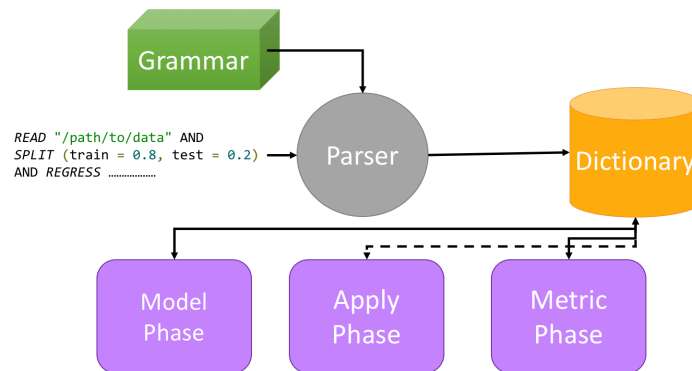 Grammar
READ "/path/to/data" AND
SPLIT (train = 0.8, test = 0.2)
AND REGRESS ………………
Parser
Dictionary
Model
Phase
Apply
Phase
Metric
Phase